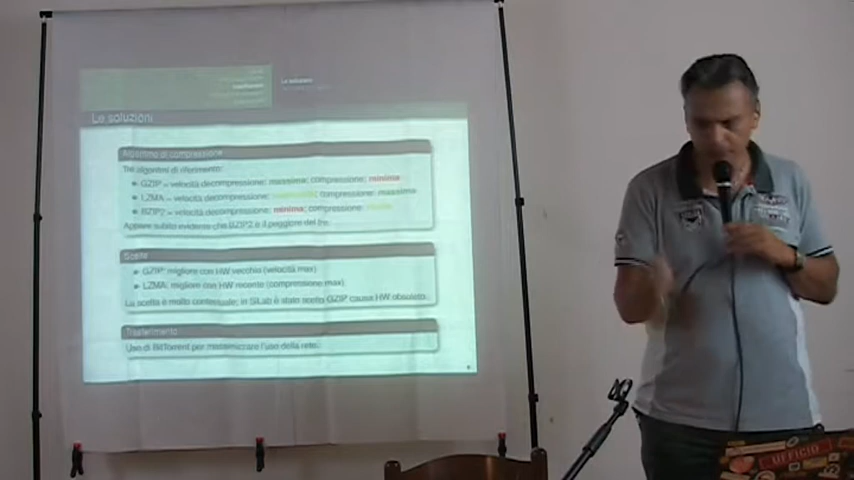 Le soluzioni
Le soluzioni
Algoritmo di compressione
Tre algoritmi di riferimento:
GZIP = velocità decompressione: massima; compressione: minima
LZMA = velocità decompressione: ; compressione: massima
BZIP2 = velocità decompressione: minima; compressione:
Appare subito evidente che BZIP2 è il peggiore dei tre.
Scelte
GZIP: migliore con HW vecchio (velocità max)
LZMA: migliore con HW recente (compressione max)
La scelta è molto contestuale: in SiLab è stato scelto GZIP causa HW obsoleto.
Trasferimento
Uso di BitTorrent per massimizzare l'uso della rete.
UFFICIO